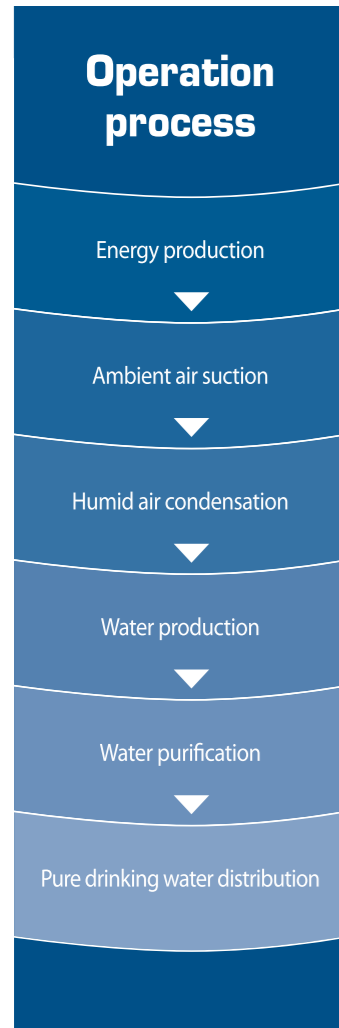 Operation
process
Energy production
Ambient air suction
Humid air condensation
Water production
Water purification
Pure drinking water distribution